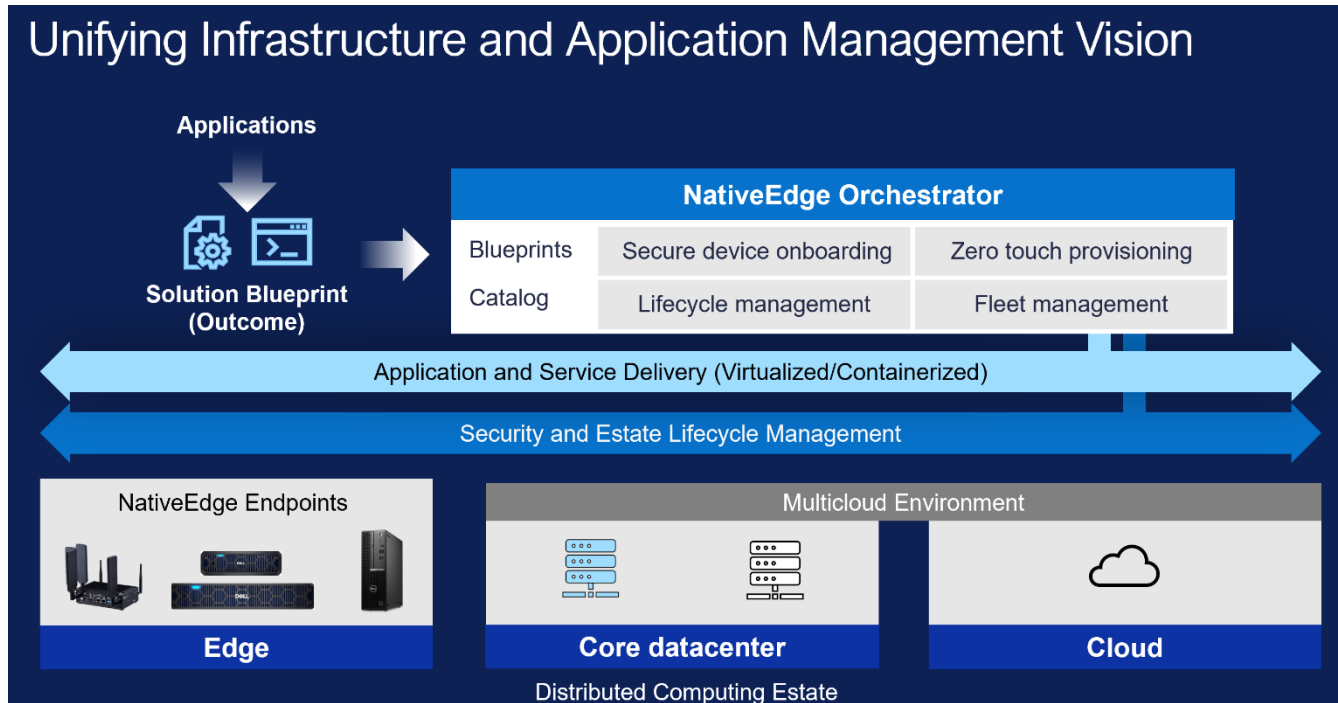 Unifying Infrastructure and Application Management Vision
Applications
Solution Blueprint
(Outcome)
NativeEdge Orchestrator
Blueprints
Catalog
Secure device onboarding
Zero touch provisioning
Lifecycle management
Fleet management
Application and Service Delivery (Virtualized/Containerized)
Security and Estate Lifecycle Management
NativeEdge Endpoints
DELL
DELL
Edge
Multicloud Environment
Core datacenter
Cloud
Distributed Computing Estate